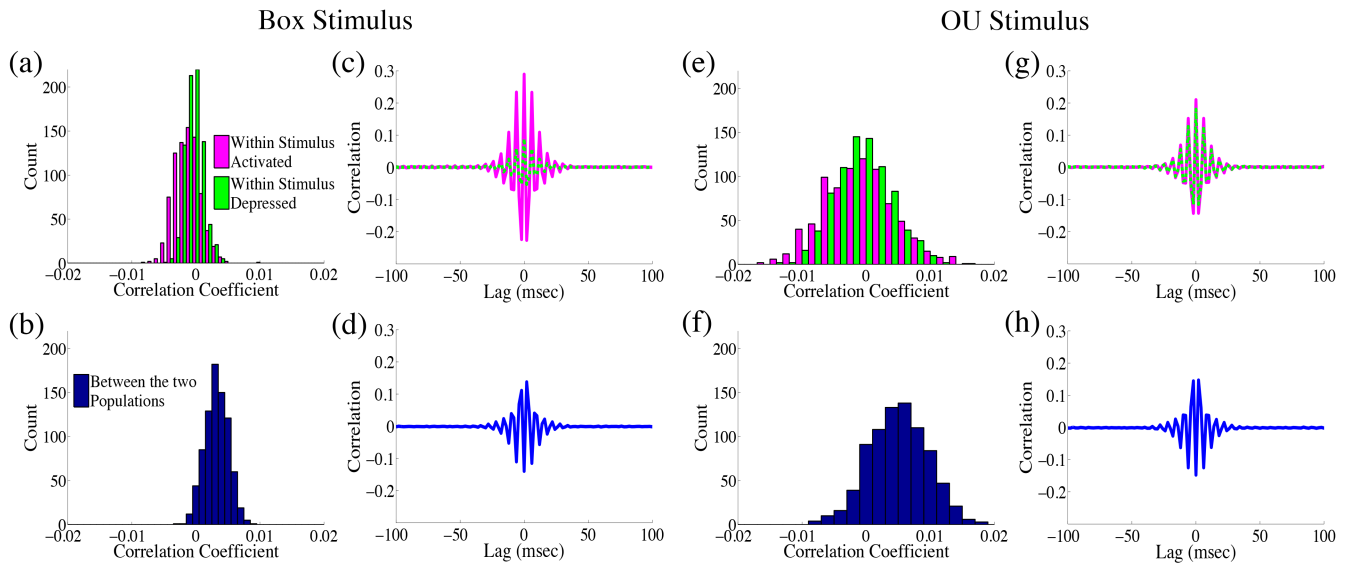 Box Stimulus
OU Stimulus
(a)
200
150
100
50
0
Count
−0.02 −0.01 0 0.01 0.02
Correlation Coefficient
Within Stimulus
Activated
Within Stimulus
Depressed
(c)
0.3
0.2
0.1
0
−0.1
−0.2
Correlation
−100 −50 0 50 100
Lag (msec)
(e)
200
150
100
50
0
Count
−0.02 −0.01 0 0.01 0.02
Correlation Coefficient
(g)
0.3
0.2
0.1
0
−0.1
−0.2
Correlation
−100 −50 0 50 100
Lag (msec)
(b)
200
150
100
50
0
Count
−0.02 −0.01 0 0.01 0.02
Correlation Coefficient
Between the two
Populations
(d)
0.3
0.2
0.1
0
−0.1
−0.2
Correlation
−100 −50 0 50 100
Lag (msec)
(f)
200
150
100
50
0
Count
−0.02 −0.01 0 0.01 0.02
Correlation Coefficient
(h)
0.3
0.2
0.1
0
−0.1
−0.2
Correlation
−100 −50 0 50 100
Lag (msec)